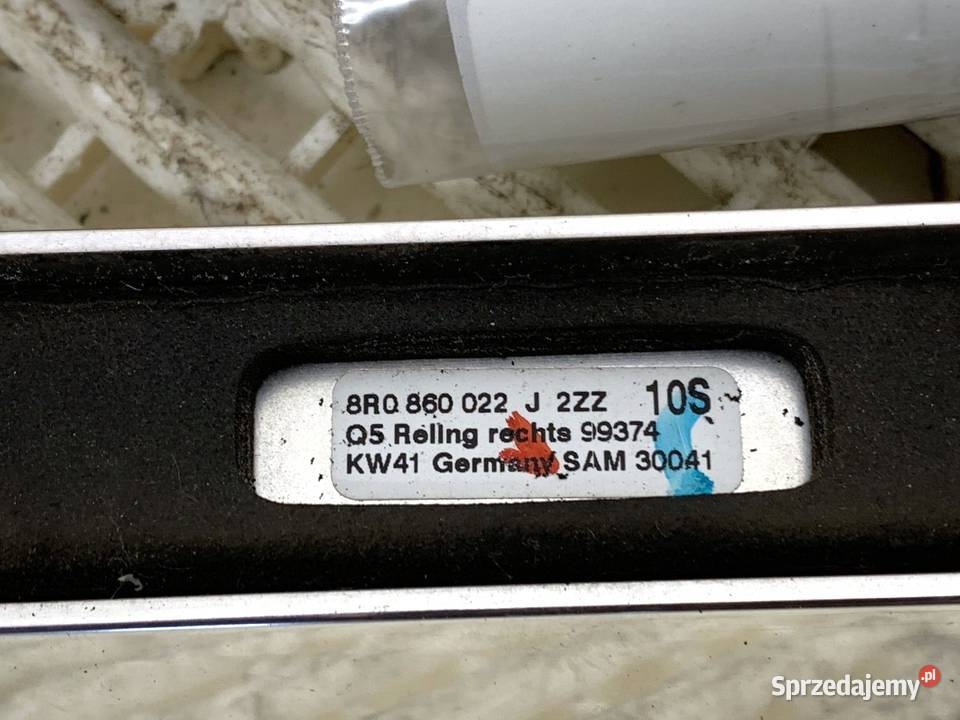 8R0 860 022 J 2ZZ 10S
Q5 Reling rechts 99374
KW41 Germany SAM 30041
Sprzedajemy.pl